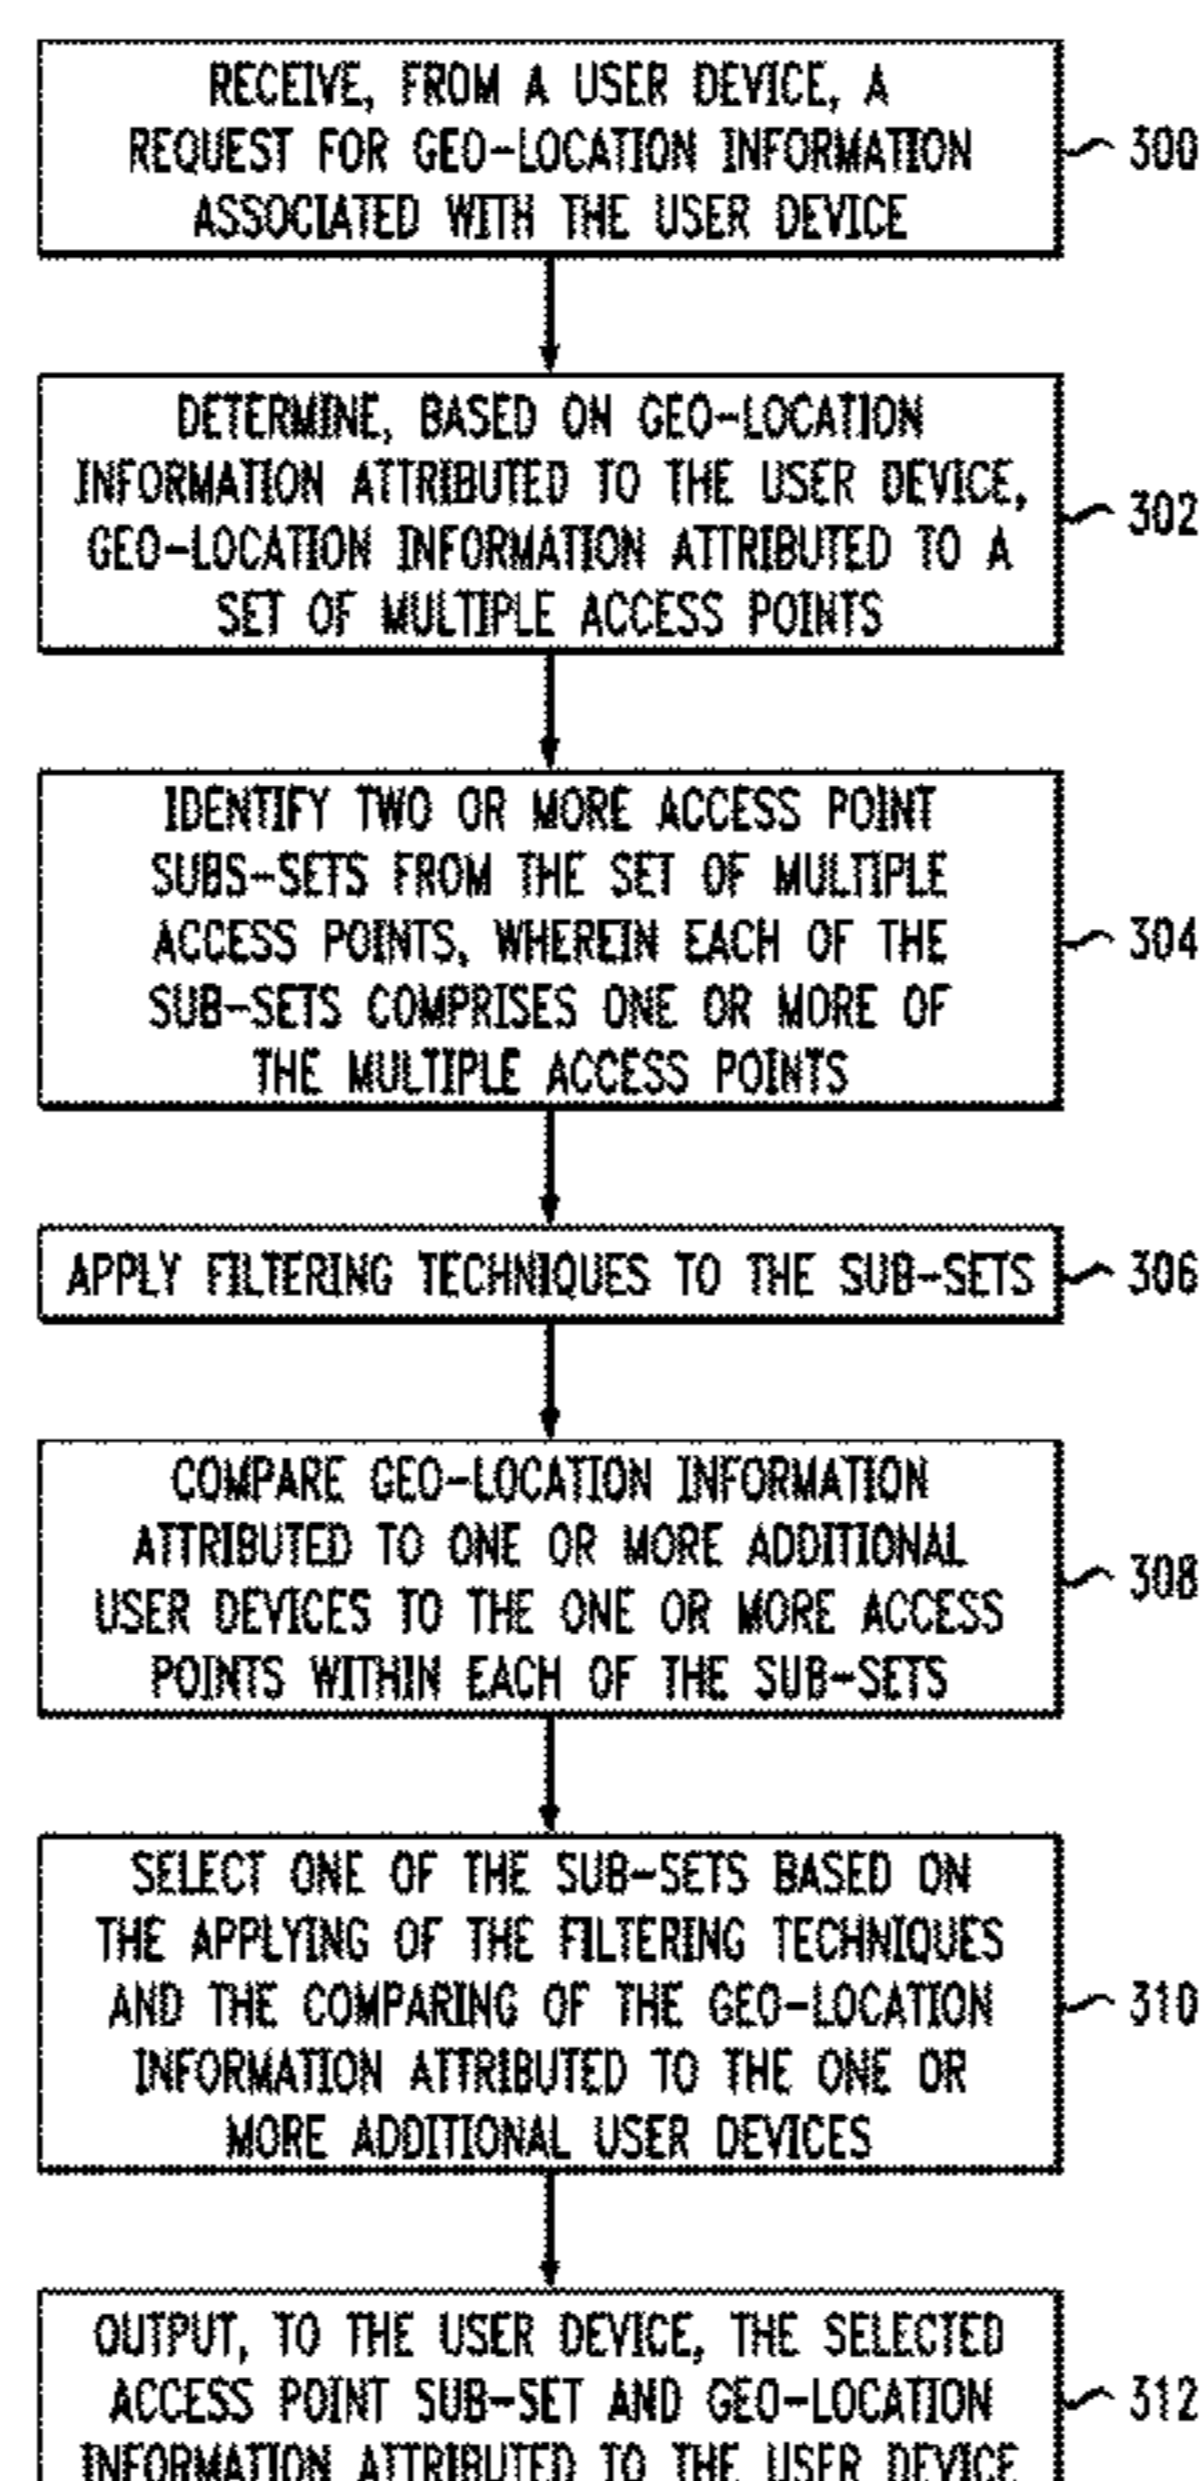 RECEIVE, FROM A USER DEVICE, A
REQUEST FOR GEO-LOCATION INFORMATION
ASSOCIATED WITH THE USER DEVICE
300
DETERMINE, BASED ON GEO-LOCATION
INFORMATION ATTRIBUTED TO THE USER DEVICE,
GEO-LOCATION INFORMATION ATTRIBUTED TO A
SET OF MULTIPLE ACCESS POINTS
302
IDENTIFY TWO OR MORE ACCESS POINT
SUBS-SETS FROM THE SET OF MULTIPLE
ACCESS POINTS, WHEREIN EACH OF THE
SUB-SETS COMPRISES ONE OR MORE OF
THE MULTIPLE ACCESS POINTS
304
APPLY FILTERING TECHNIQUES TO THE SUB-SETS
306
COMPARE GEO-LOCATION INFORMATION
ATTRIBUTED TO ONE OR MORE ADDITIONAL
USER DEVICES TO THE ONE OR MORE ACCESS
POINTS WITHIN EACH OF THE SUB-SETS
308
SELECT ONE OF THE SUB-SETS BASED ON
THE APPLYING OF THE FILTERING TECHNIQUES
AND THE COMPARING OF THE GEO-LOCATION
INFORMATION ATTRIBUTED TO THE ONE OR
MORE ADDITIONAL USER DEVICES
310
OUTPUT, TO THE USER DEVICE, THE SELECTED
ACCESS POINT SUB-SET AND GEO-LOCATION
INFORMATION ATTRIBUTED TO THE USER DEVICE
312